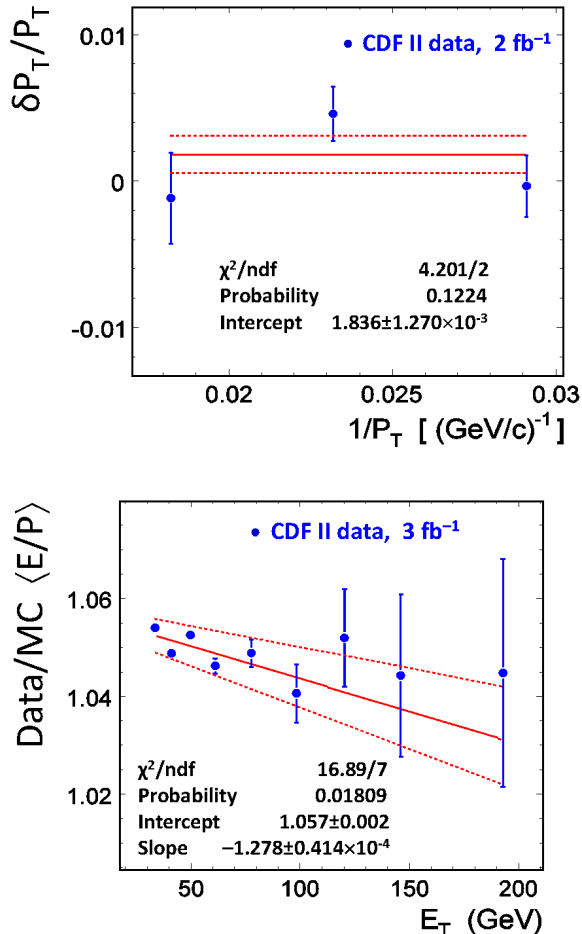 δP_T/P_T
0.01
0
-0.01
CDF II data, 2 fb⁻¹
χ²/ndf 4.201/2
Probability 0.1224
Intercept 1.836±1.270×10⁻³
0.02 0.025 0.03
1/P_T [ (GeV/c)⁻¹ ]
Data/MC ⟨E/P⟩
1.06
1.04
1.02
CDF II data, 3 fb⁻¹
χ²/ndf 16.89/7
Probability 0.01809
Intercept 1.057±0.002
Slope −1.278±0.414×10⁻⁴
50 100 150 200
E_T (GeV)